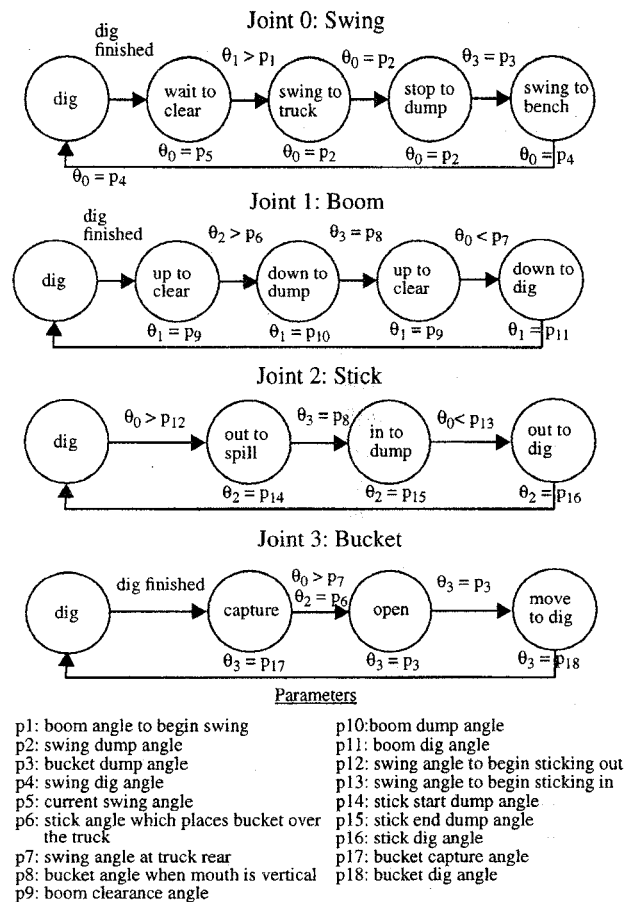 Joint 0: Swing
dig
finished
θ1 > p1
θ0 = p2
θ3 = p3
dig
wait to
clear
swing to
truck
stop to
dump
swing to
bench
θ0 = p5
θ0 = p2
θ0 = p2
θ0 = p4
θ0 = p4
Joint 1: Boom
dig
finished
θ2 > p6
θ3 = p8
θ0 < p7
dig
up to
clear
down to
dump
up to
clear
down to
dig
θ1 = p9
θ1 = p10
θ1 = p9
θ1 = p11
Joint 2: Stick
θ0 > p12
θ3 = p8
θ0< p13
dig
out to
spill
in to
dump
out to
dig
θ2 = p14
θ2 = p15
θ2 = p16
Joint 3: Bucket
dig finished
θ0 > p7
θ2 = p6
θ3 = p3
dig
capture
open
move
to dig
θ3 = p17
θ3 = p3
θ3 = p18
Parameters
p1: boom angle to begin swing
p2: swing dump angle
p3: bucket dump angle
p4: swing dig angle
p5: current swing angle
p6: stick angle which places bucket over
the truck
p7: swing angle at truck rear
p8: bucket angle when mouth is vertical
p9: boom clearance angle
p10:boom dump angle
p11: boom dig angle
p12: swing angle to begin sticking out
p13: swing angle to begin sticking in
p14: stick start dump angle
p15: stick end dump angle
p16: stick dig angle
p17: bucket capture angle
p18: bucket dig angle